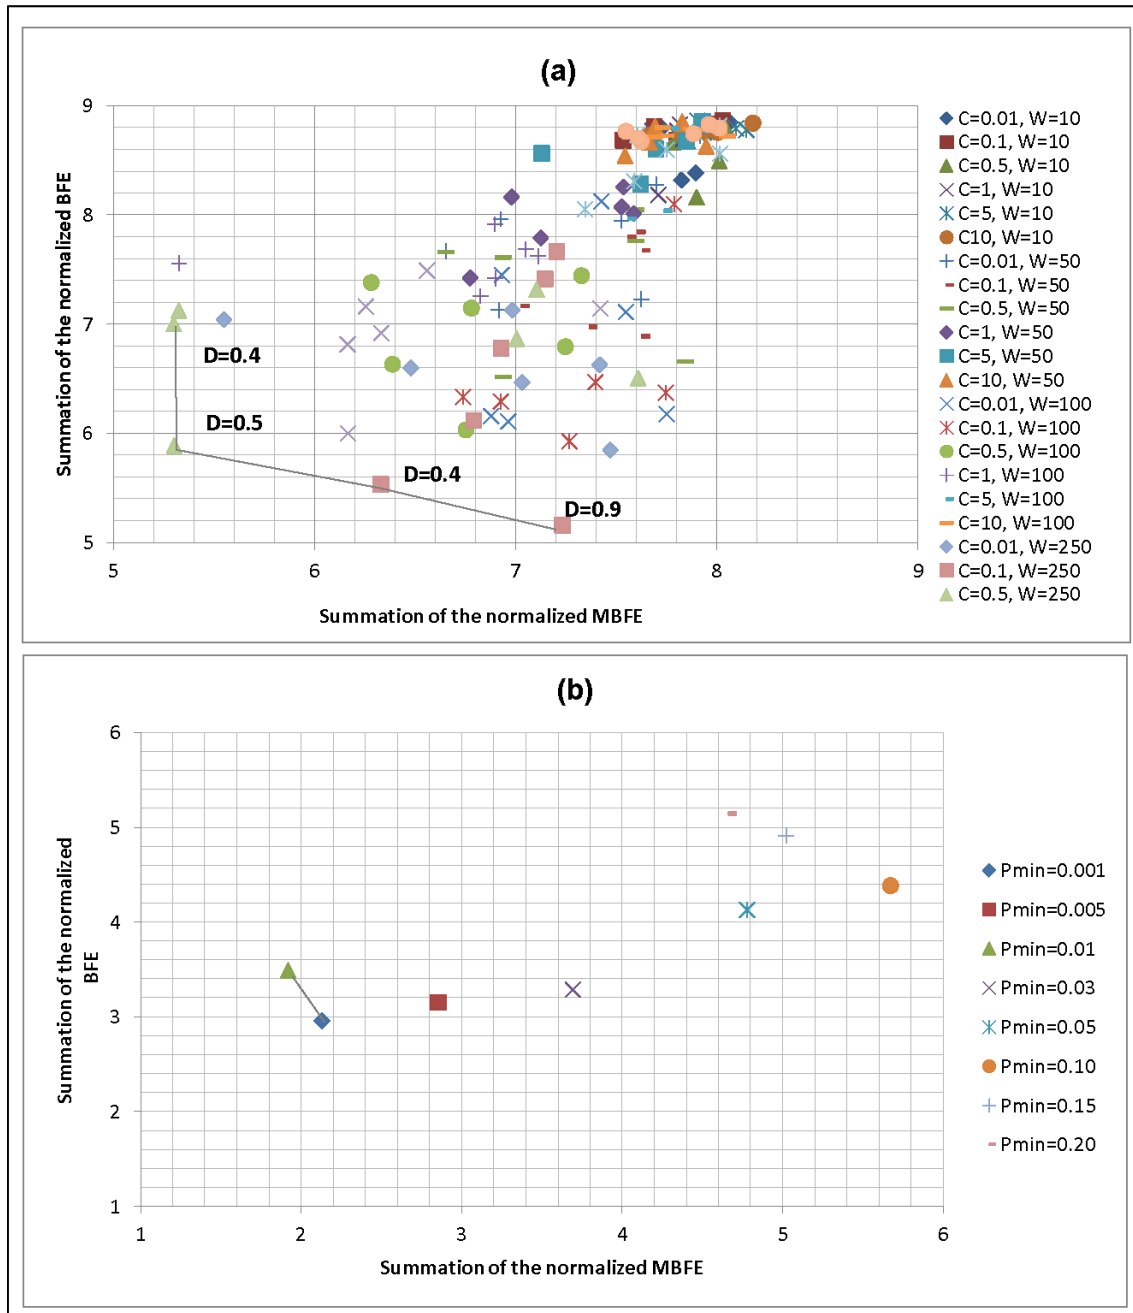 (a)
Summation of the normalized BFE
9
8
7
6
5
D=0.4
D=0.5
D=0.4
D=0.9
5 6 7 8 9
Summation of the normalized MBFE
C=0.01, W=10
C=0.1, W=10
C=0.5, W=10
C=1, W=10
C=5, W=10
C10, W=10
C=0.01, W=50
C=0.1, W=50
C=0.5, W=50
C=1, W=50
C=5, W=50
C=10, W=50
C=0.01, W=100
C=0.1, W=100
C=0.5, W=100
C=1, W=100
C=5, W=100
C=10, W=100
C=0.01, W=250
C=0.1, W=250
C=0.5, W=250
(b)
Summation of the normalized
BFE
6
5
4
3
2
1
1 2 3 4 5 6
Summation of the normalized MBFE
Pmin=0.001
Pmin=0.005
Pmin=0.01
Pmin=0.03
Pmin=0.05
Pmin=0.10
Pmin=0.15
Pmin=0.20